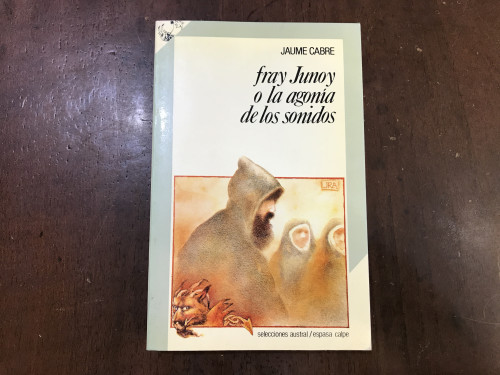 JAUME CABRE
fray Junoy
o la agonía
de los sonidos
selecciones austral/espasa calpe